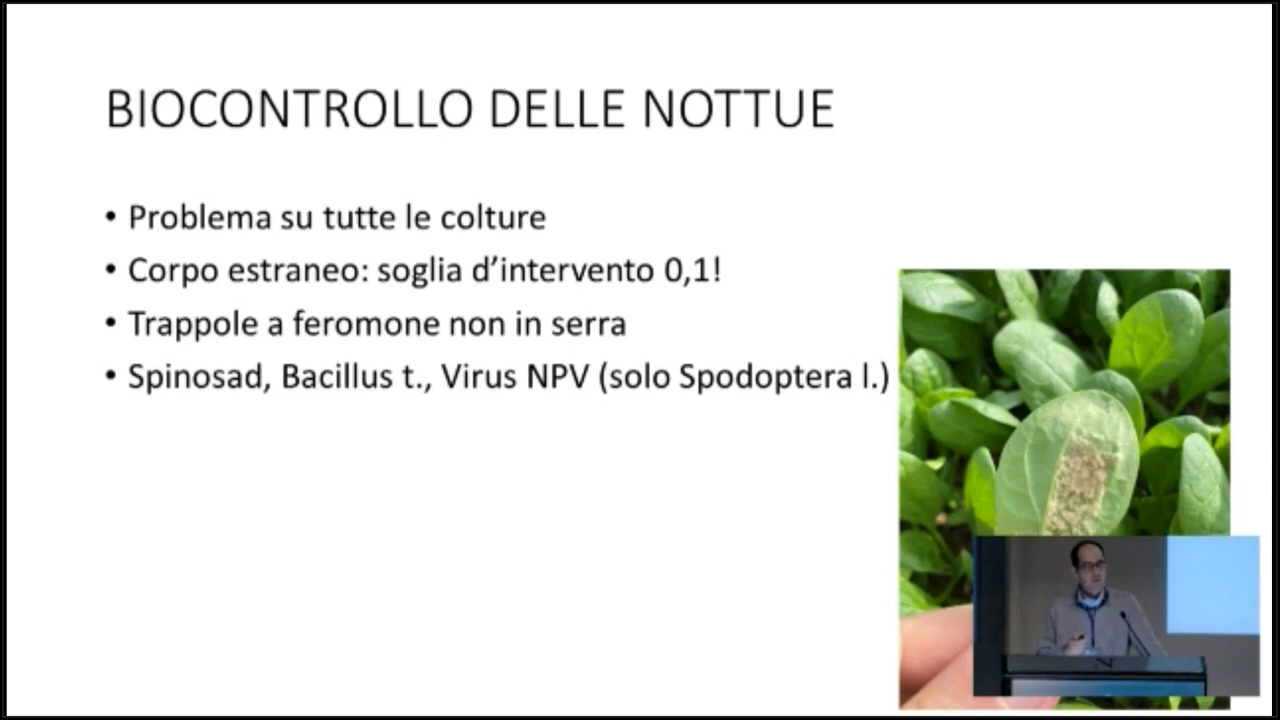 BIOCONTROLLO DELLE NOTTUE
• Problema su tutte le colture
• Corpo estraneo: soglia d’intervento 0,1!
• Trappole a feromone non in serra
• Spinosad, Bacillus t., Virus NPV (solo Spodoptera l.)